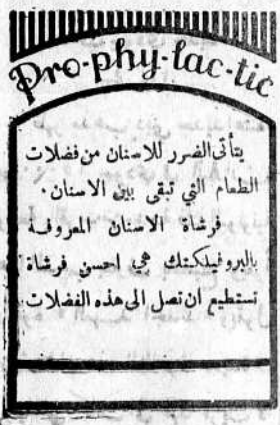 Pro-phy-lac-tic
يتأتى الضرر للاسنان من فضلات
الطعام التي تبقى بين الاسنان .
فرشاة الاسنان المعروفة
بالبروفيلكتك هي احسن فرشاة
تستطيع ان تصل الى هذه الفضلات